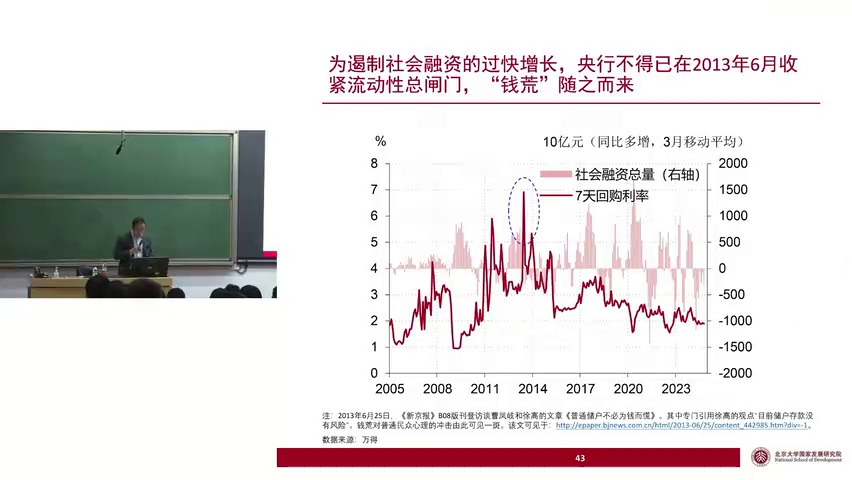 为遏制社会融资的过快增长，央行不得已在2013年6月收
紧流动性总闸门，“钱荒”随之而来
%
10亿元（同比多增，3月移动平均）
社会融资总量（右轴）
7天回购利率
8
7
6
5
4
3
2
1
0
2000
1500
1000
500
0
-500
-1000
-1500
-2000
2005 2008 2011 2014 2017 2020 2023
注：2013年6月25日，《新京报》B08版刊登访谈曹凤岐和徐高的文章《普通储户不必为钱而慌》。其中专门引用徐高的观点“目前储户存款没
有风险”。钱荒对普通民众心理的冲击由此可见一斑。该文可见于：http://epaper.bjnews.com.cn/html/2013-06/25/content_442985.htm?div=-1。
数据来源：万得
43
北京大学国家发展研究院
National School of Development